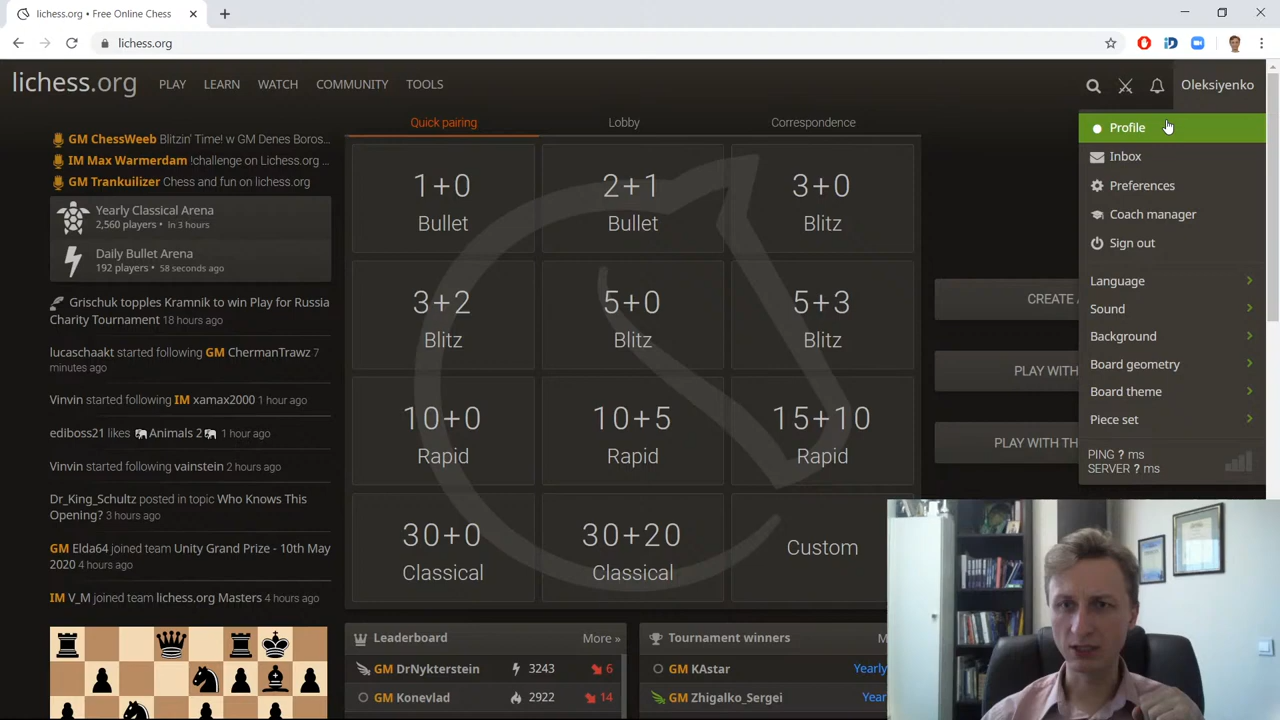 lichess.org • Free Online Chess
lichess.org
lichess.org
PLAY
LEARN
WATCH
COMMUNITY
TOOLS
Oleksiyenko
Profile
Inbox
Preferences
Coach manager
Sign out
Language
Sound
Background
Board geometry
Board theme
Piece set
PING ? ms
SERVER ? ms
GM ChessWeeb Blitzin' Time! w GM Denes Boros...
IM Max Warmerdam !challenge on Lichess.org ...
GM Trankuilizer Chess and fun on lichess.org
Yearly Classical Arena
2,560 players • In 3 hours
Daily Bullet Arena
192 players • 58 seconds ago
Grischuk topples Kramnik to win Play for Russia
Charity Tournament 18 hours ago
lucaschaakt started following GM ChermanTrawz 7
minutes ago
Vinvin started following IM xamax2000 1 hour ago
ediboss21 likes Animals 2 1 hour ago
Vinvin started following vainstein 2 hours ago
Dr_King_Schultz posted in topic Who Knows This
Opening? 3 hours ago
GM Elda64 joined team Unity Grand Prize - 10th May
2020 4 hours ago
IM V_M joined team lichess.org Masters 4 hours ago
Quick pairing
Lobby
Correspondence
1+0
Bullet
2+1
Bullet
3+0
Blitz
3+2
Blitz
5+0
Blitz
5+3
Blitz
10+0
Rapid
10+5
Rapid
15+10
Rapid
30+0
Classical
30+20
Classical
Custom
CREATE
PLAY WITH
PLAY WITH TH
Leaderboard
More »
GM DrNykterstein 3243 6
GM Konevlad 2922 14
Tournament winners
M
GM KAstar Yearly
GM Zhigalko_Sergei Year